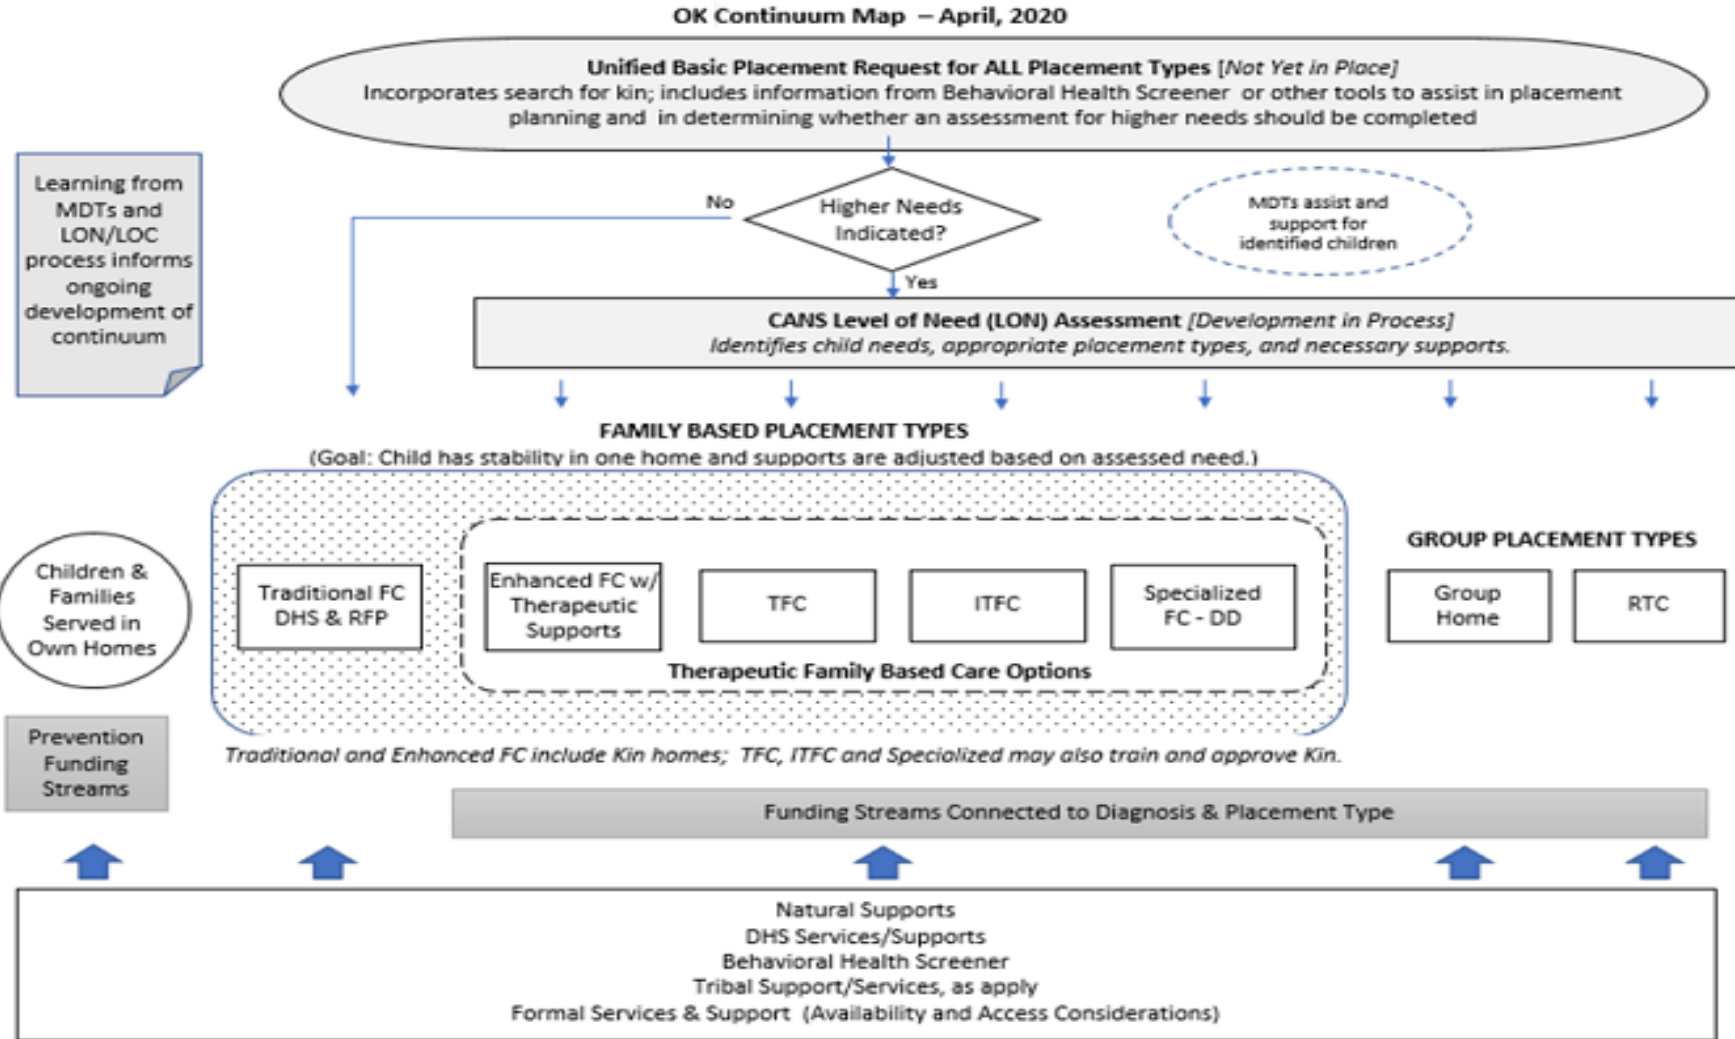 OK Continuum Map – April, 2020
Unified Basic Placement Request for ALL Placement Types [Not Yet in Place]
Incorporates search for kin; includes information from Behavioral Health Screener or other tools to assist in placement
planning and in determining whether an assessment for higher needs should be completed
Learning from
MDTs and
LON/LOC
process informs
ongoing
development of
continuum
No
Higher Needs
Indicated?
MDTs assist and
support for
identified children
Yes
CANS Level of Need (LON) Assessment [Development in Process]
Identifies child needs, appropriate placement types, and necessary supports.
FAMILY BASED PLACEMENT TYPES
(Goal: Child has stability in one home and supports are adjusted based on assessed need.)
Children &
Families
Served in
Own Homes
Traditional FC
DHS & RFP
Enhanced FC w/
Therapeutic
Supports
TFC
ITFC
Specialized
FC - DD
Therapeutic Family Based Care Options
GROUP PLACEMENT TYPES
Group
Home
RTC
Prevention
Funding
Streams
Traditional and Enhanced FC include Kin homes; TFC, ITFC and Specialized may also train and approve Kin.
Funding Streams Connected to Diagnosis & Placement Type
Natural Supports
DHS Services/Supports
Behavioral Health Screener
Tribal Support/Services, as apply
Formal Services & Support (Availability and Access Considerations)